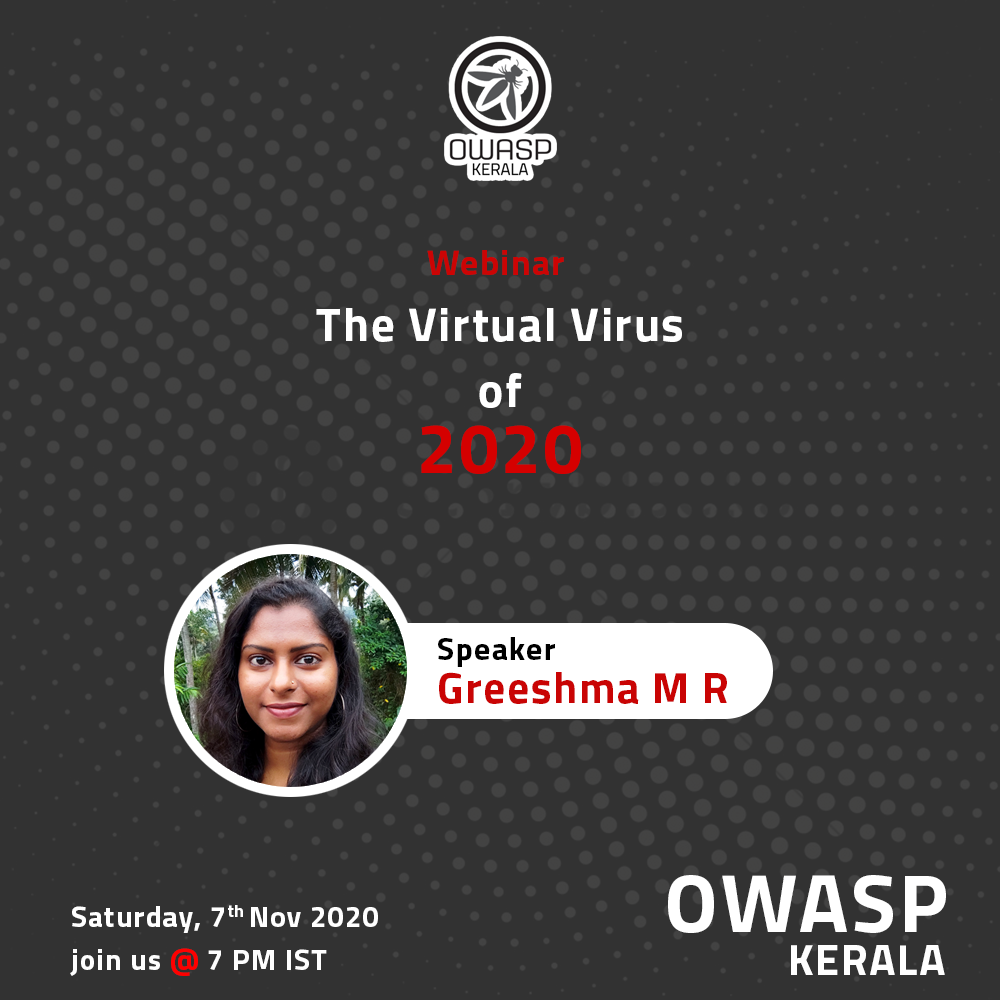 OWASP
KERALA
Webinar
The Virtual Virus
of
2020
Speaker
Greeshma M R
Saturday, 7th Nov 2020
join us @ 7 PM IST
OWASP
KERALA